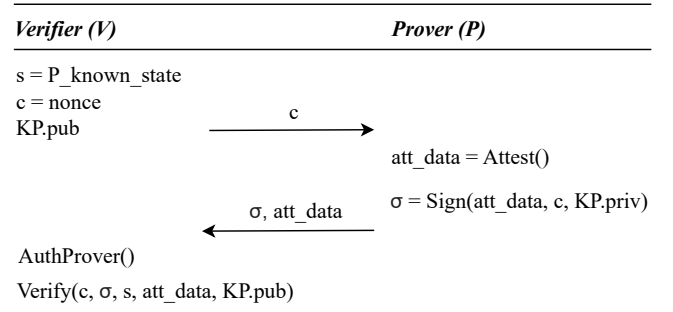 Verifier (V) Prover (P)
s = P_known_state
c = nonce
KP.pub
c
att_data = Attest()
σ = Sign(att_data, c, KP.priv)
σ, att_data
AuthProver()
Verify(c, σ, s, att_data, KP.pub)